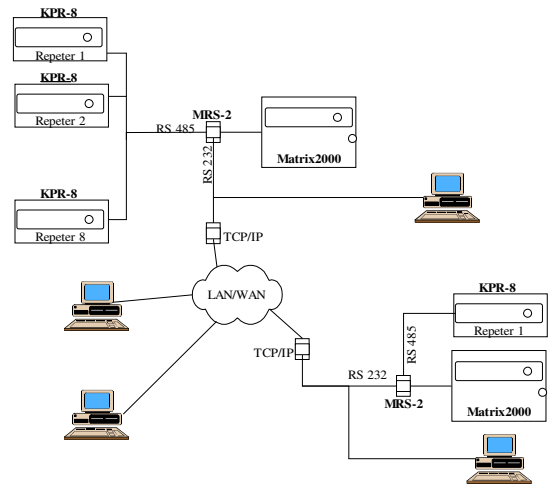 KPR-8
Repeter 1
KPR-8
Repeter 2
MRS-2
RS 485
Matrix2000
RS 232
KPR-8
Repeter 8
TCP/IP
LAN/WAN
KPR-8
Repeter 1
TCP/IP
RS 485
RS 232
MRS-2
Matrix2000